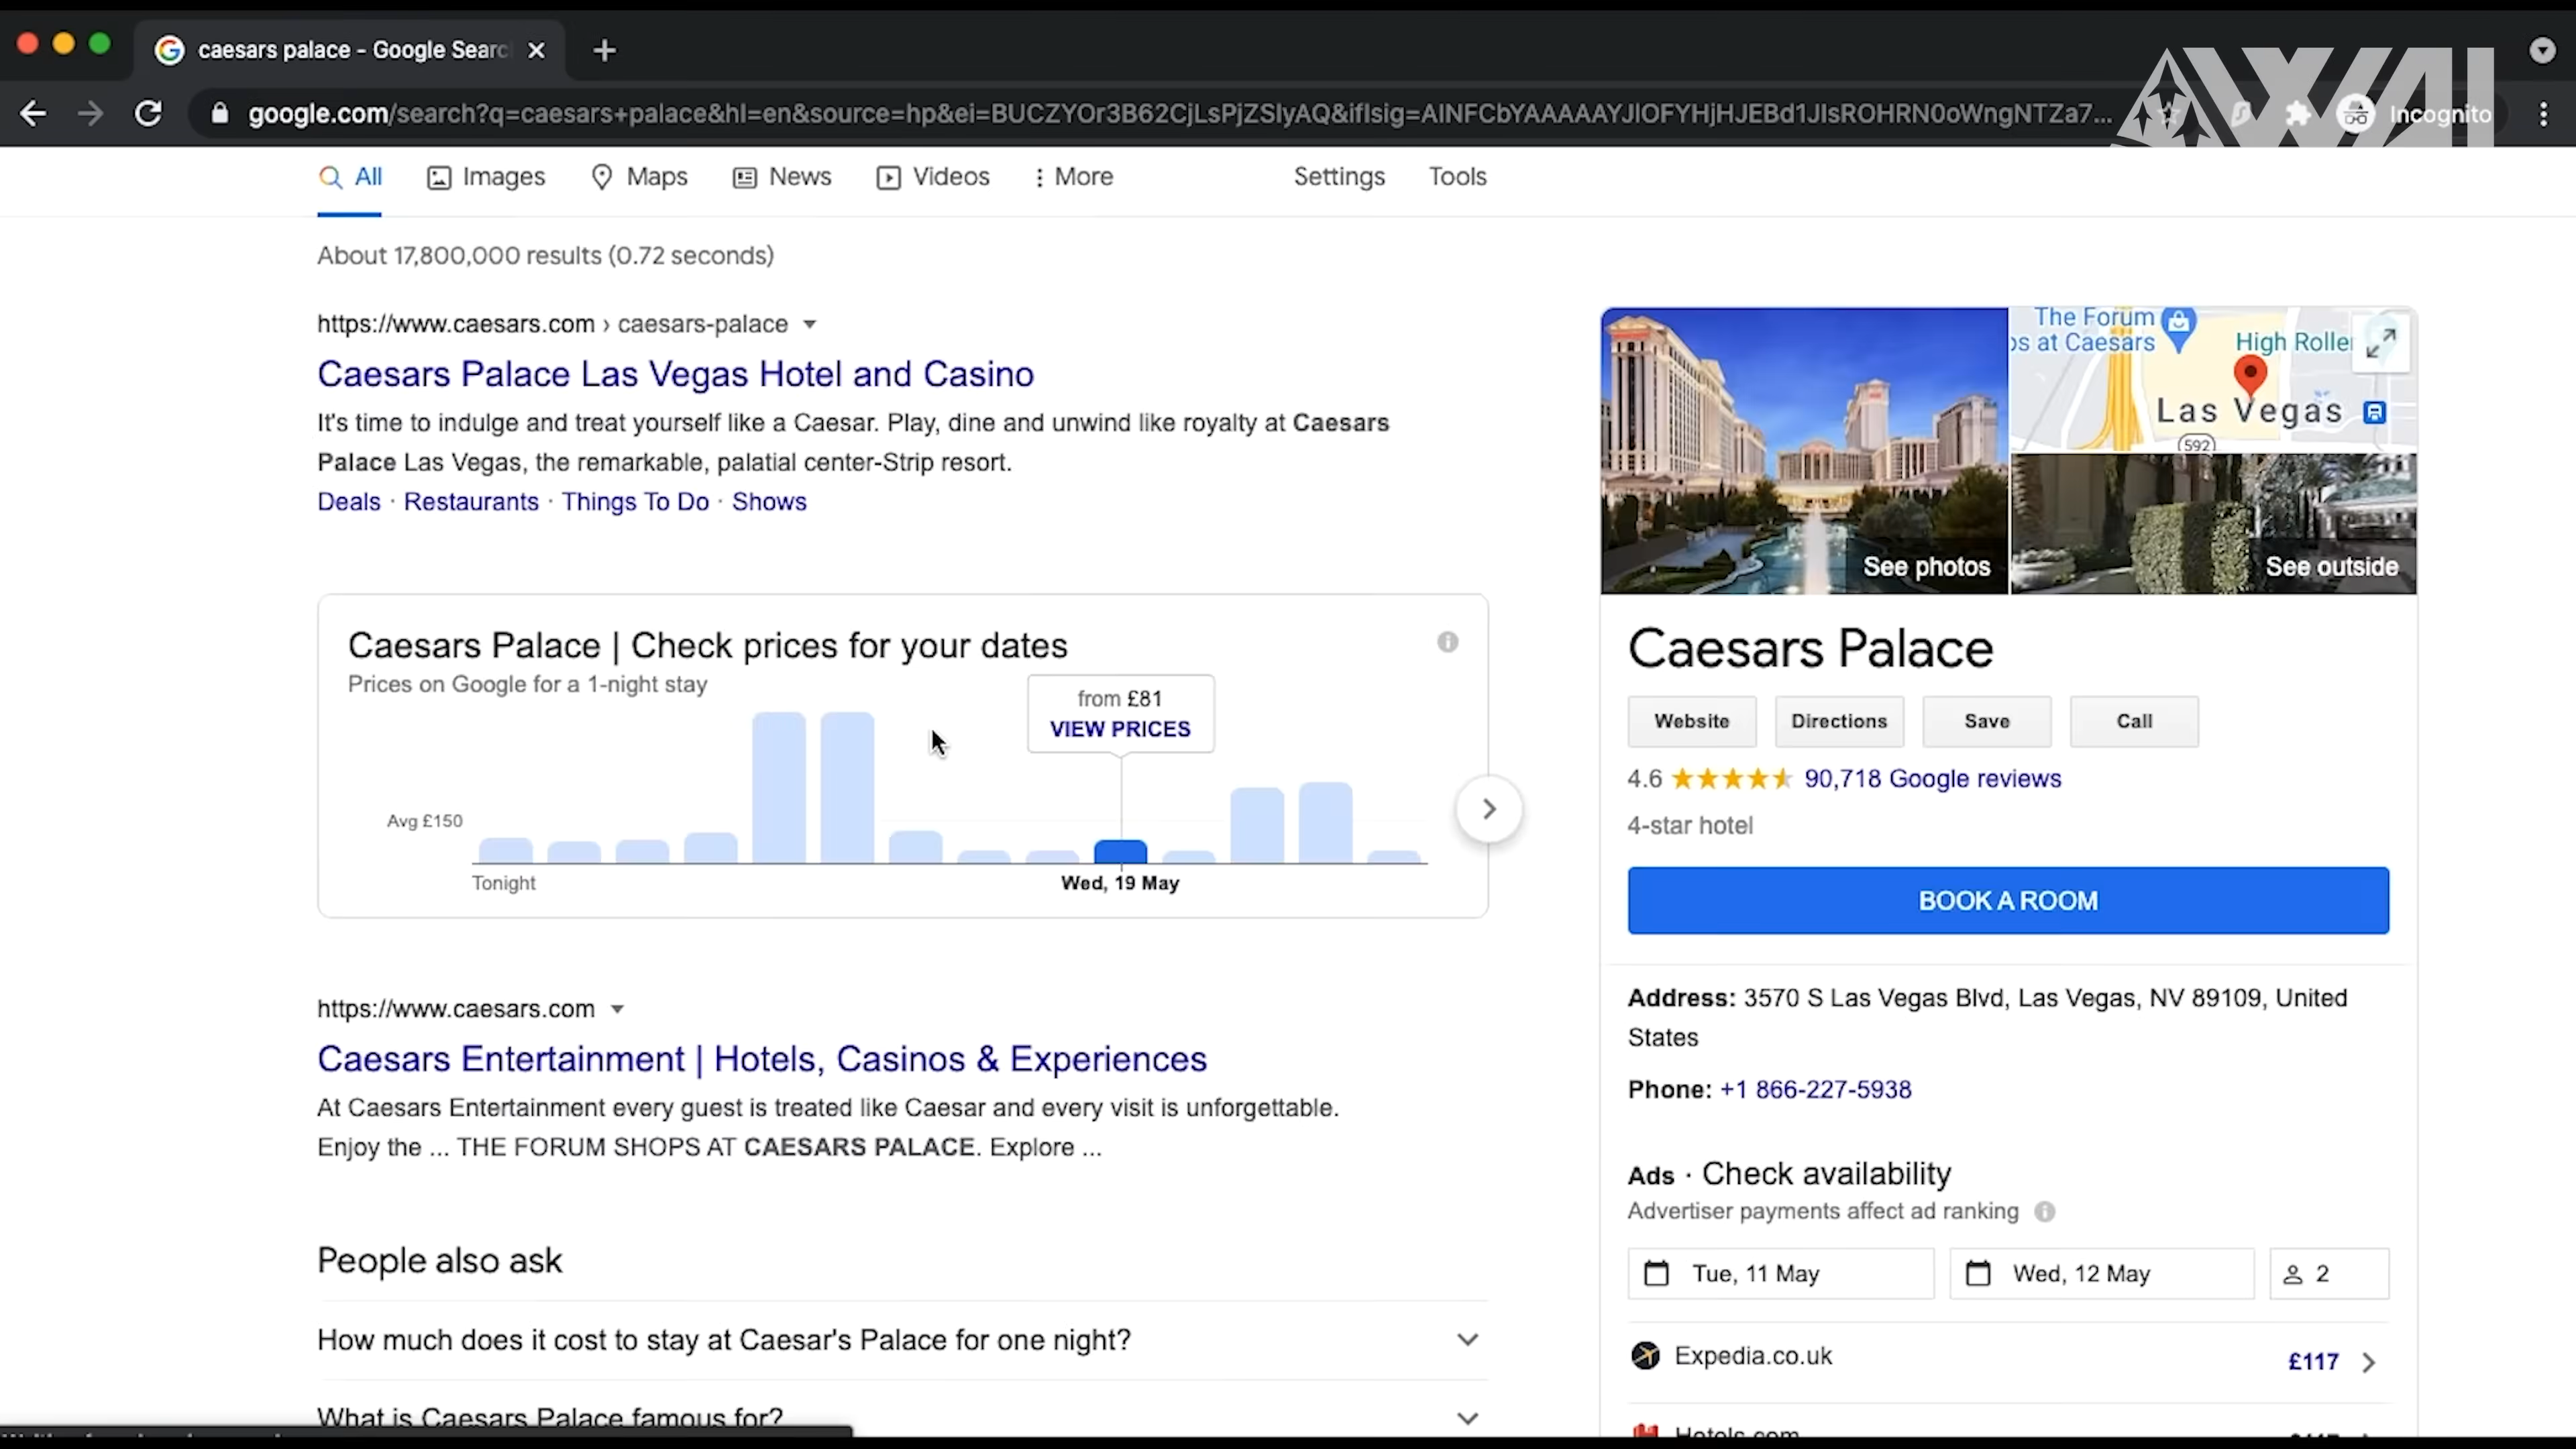 caesars palace - Google Searc
google.com/search?q=caesars+palace&hl=en&source=hp&ei=BUCZYOr3B62CjLsPjZSlyAQ&iflsig=AINFCbYAAAAAYJlOFYHjHJEBd1JlsROHRN0oWngNTZa7...
Incognito
AWAI
All
Images
Maps
News
Videos
More
Settings
Tools
About 17,800,000 results (0.72 seconds)
https://www.caesars.com › caesars-palace
Caesars Palace Las Vegas Hotel and Casino
It's time to indulge and treat yourself like a Caesar. Play, dine and unwind like royalty at Caesars
Palace Las Vegas, the remarkable, palatial center-Strip resort.
Deals · Restaurants · Things To Do · Shows
Caesars Palace | Check prices for your dates
Prices on Google for a 1-night stay
from £81
VIEW PRICES
Avg £150
Tonight
Wed, 19 May
https://www.caesars.com
Caesars Entertainment | Hotels, Casinos & Experiences
At Caesars Entertainment every guest is treated like Caesar and every visit is unforgettable.
Enjoy the ... THE FORUM SHOPS AT CAESARS PALACE. Explore ...
People also ask
How much does it cost to stay at Caesar's Palace for one night?
What is Caesars Palace famous for?
The Forum
os at Caesars
High Roller
Las Vegas
592
See photos
See outside
Caesars Palace
Website
Directions
Save
Call
4.6 90,718 Google reviews
4-star hotel
BOOK A ROOM
Address: 3570 S Las Vegas Blvd, Las Vegas, NV 89109, United
States
Phone: +1 866-227-5938
Ads · Check availability
Advertiser payments affect ad ranking
Tue, 11 May
Wed, 12 May
2
Expedia.co.uk
£117
Hotels.com